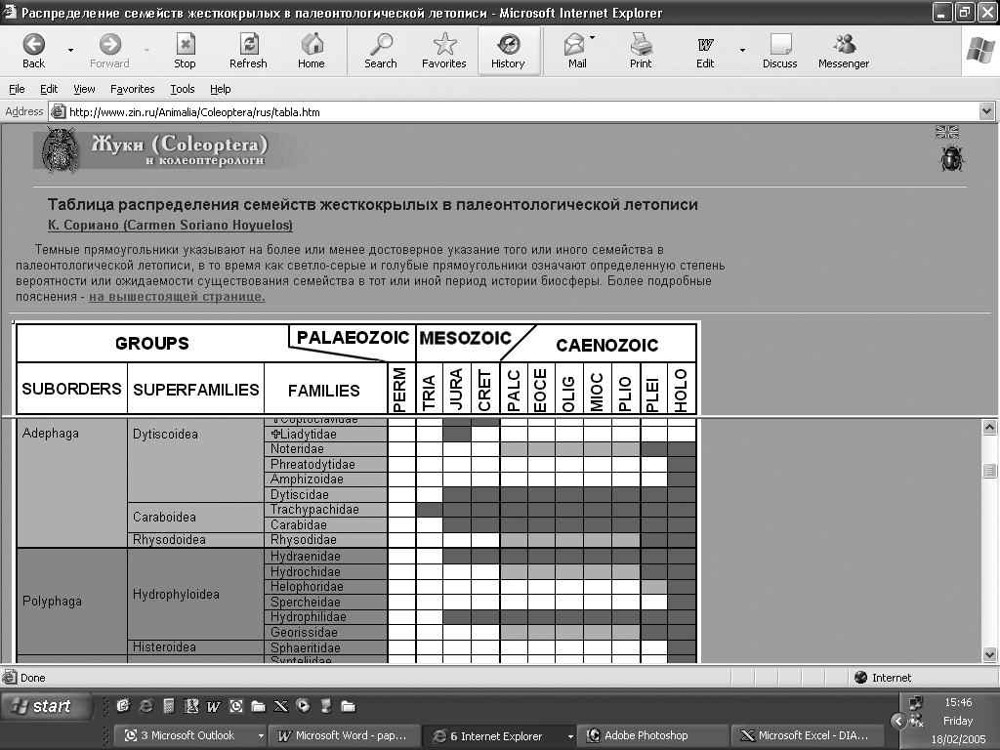 Распределение семейств жесткокрылых в палеонтологической летописи - Microsoft Internet Explorer
Back Forward Stop Refresh Home Search Favorites History Mail Print Edit Discuss Messenger
File Edit View Favorites Tools Help
Address http://www.zin.ru/Animalia/Coleoptera/rus/tabla.htm
Жуки (Coleoptera)
и колеоптерологи
Таблица распределения семейств жесткокрылых в палеонтологической летописи
К. Сориано (Carmen Soriano Hoyuelos)
Темные прямоугольники указывают на более или менее достоверное указание того или иного семейства в
палеонтологической летописи, в то время как светло-серые и голубые прямоугольники означают определенную степень
вероятности или ожидаемости существования семейства в тот или иной период истории биосферы. Более подробные
пояснения - на вышестоящей странице.
GROUPS PALAEOZOIC MESOZOIC CAENOZOIC
SUBORDERS SUPERFAMILIES FAMILIES PERM TRIA JURA CRET PALC EOCE OLIG MIOC PLIO PLEI HOLO
Coptoclavidae
Adephaga Dytiscoidea ✞Liadytidae
Noteridae
Phreatodytidae
Amphizoidae
Dytiscidae
Caraboidea Trachypachidae
Carabidae
Rhysodoidea Rhysodidae
Polyphaga Hydrophyloidea Hydraenidae
Hydrochidae
Helophoridae
Spercheidae
Hydrophilidae
Georissidae
Histeroidea Sphaeritidae
Synteliidae
Done Internet
start 15:46
Friday
18/02/2005
3 Microsoft Outlook Microsoft Word - pap... 6 Internet Explorer Adobe Photoshop Microsoft Excel - DIA...